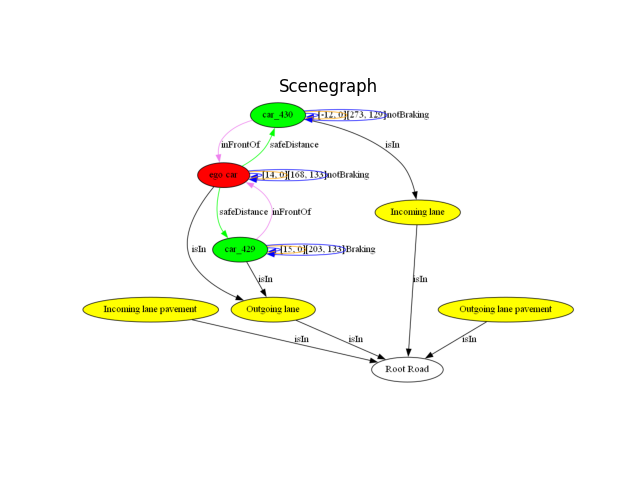 Scenegraph
car_430
[-12, 0]
[273, 129]
notBraking
inFrontOf
safeDistance
isIn
ego car
[14, 0]
[168, 133]
notBraking
Incoming lane
safeDistance
inFrontOf
isIn
car_429
[15, 0]
[203, 133]
Braking
isIn
isIn
Incoming lane pavement
Outgoing lane
Outgoing lane pavement
isIn
isIn
isIn
Root Road